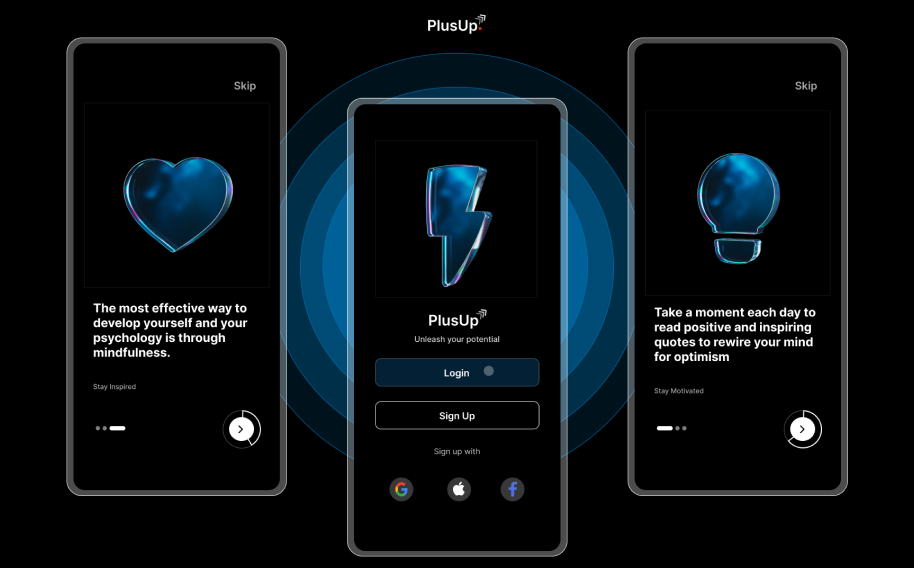 PlusUp.
Skip
The most effective way to
develop yourself and your
psychology is through
mindfulness.
Stay Inspired
PlusUp
Unleash your potential
Login
Sign Up
Sign up with
Skip
Take a moment each day to
read positive and inspiring
quotes to rewire your mind
for optimism
Stay Motivated